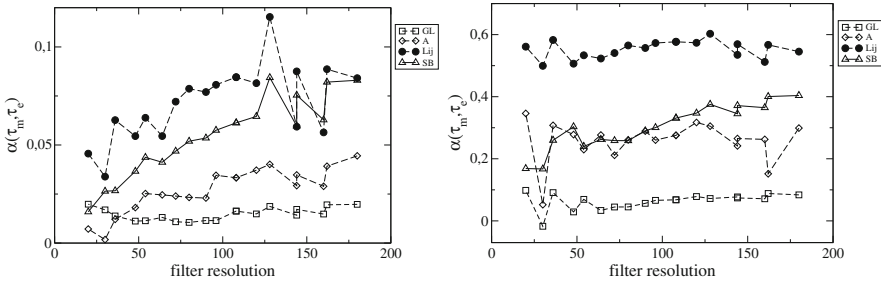 α(τm,τe)
0,1
0,05
0
0 50 100 150 200
filter resolution
GL
A
Lij
SB
α(τm,τe)
0,6
0,4
0,2
0
0 50 100 150 200
filter resolution
GL
A
Lij
SB